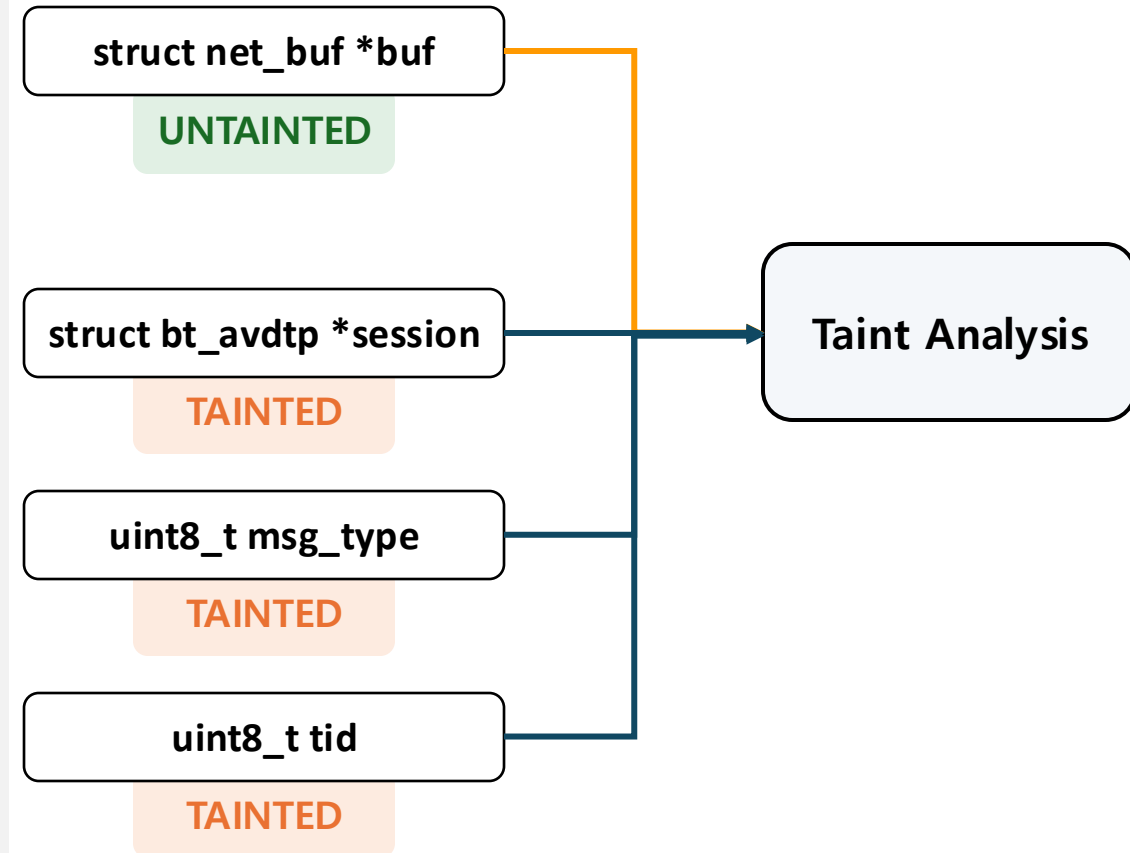 struct net_buf *buf
UNTAINTED
struct bt_avdtp *session
TAINTED
Taint Analysis
uint8_t msg_type
TAINTED
uint8_t tid
TAINTED